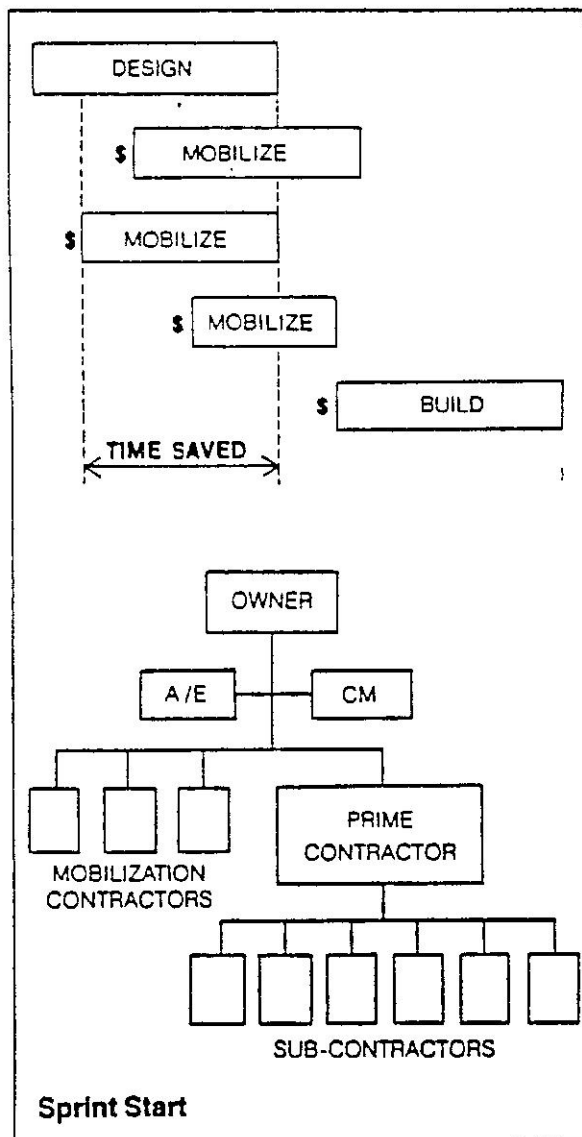 DESIGN
$ MOBILIZE
$ MOBILIZE
$ MOBILIZE
$ BUILD
TIME SAVED
OWNER
A/E
CM
PRIME
CONTRACTOR
MOBILIZATION
CONTRACTORS
SUB-CONTRACTORS
Sprint Start